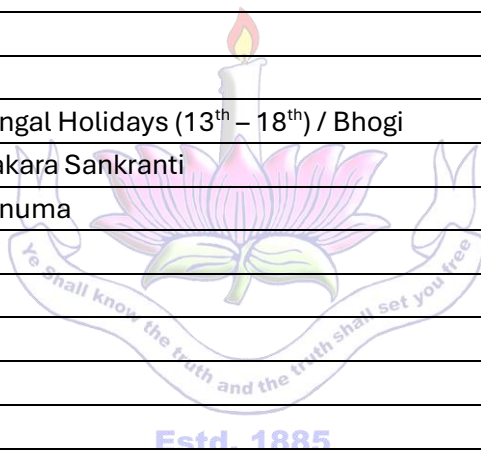 ngal Holidays (13th – 18th) / Bhogi
akara Sankranti
numa
Ye Shall know the truth and the truth shall set you free
Estd. 1885